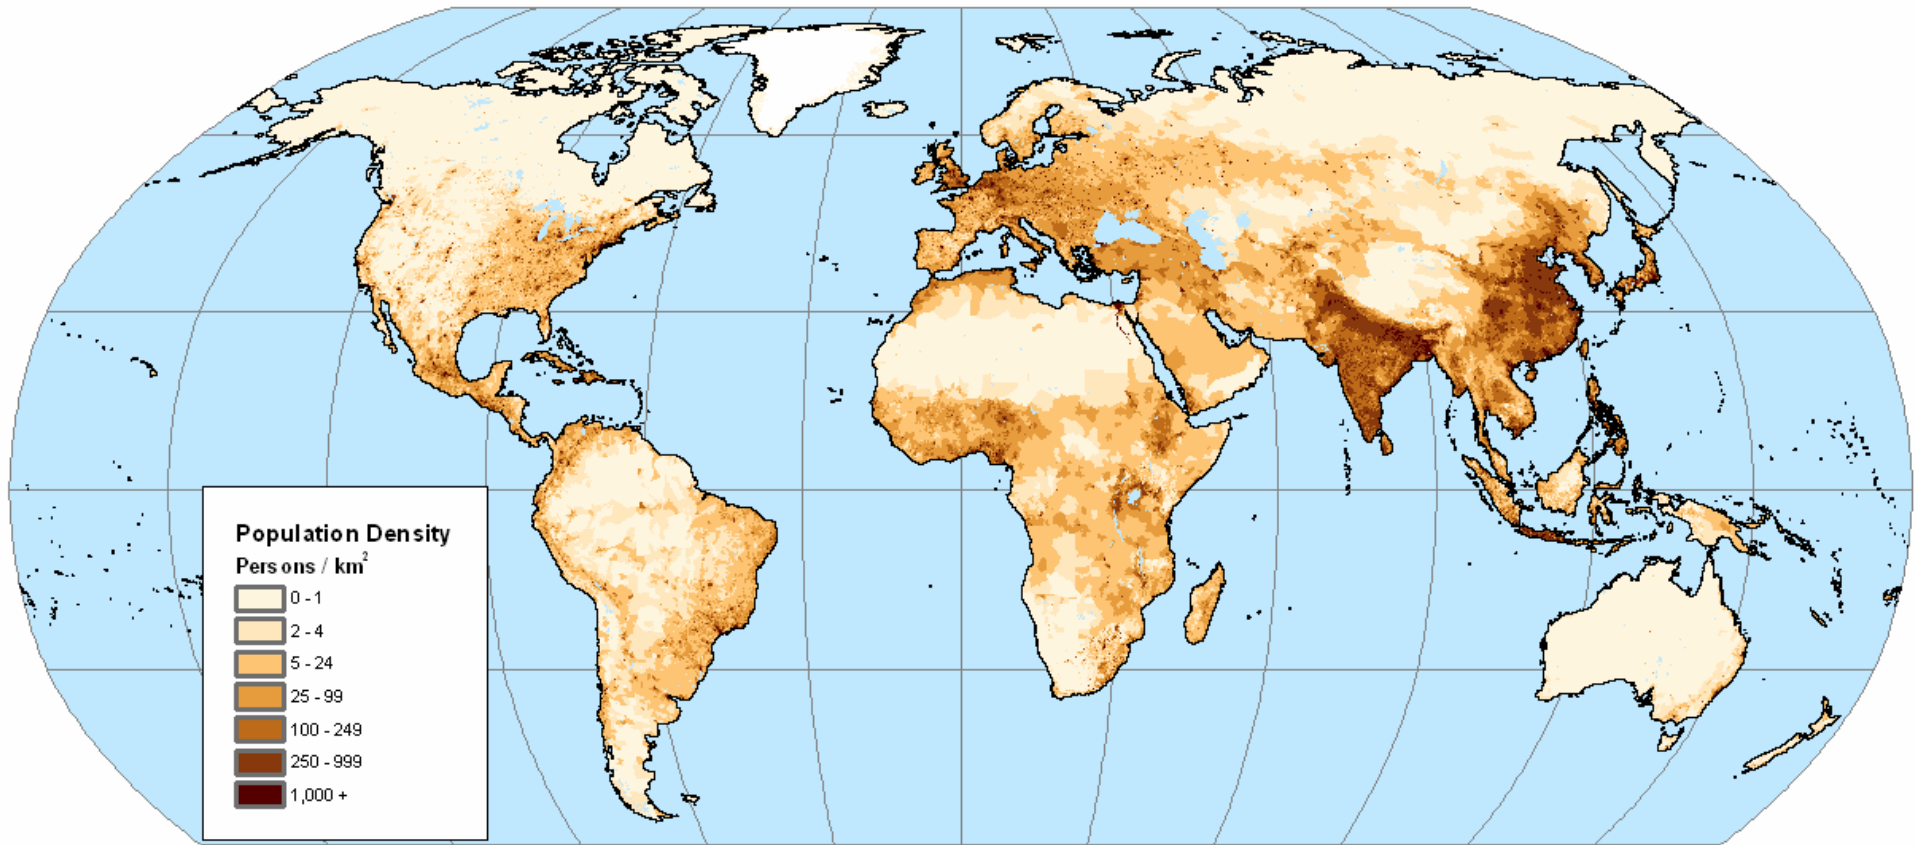 Population Density
Persons / km²
0 - 1
2 - 4
5 - 24
25 - 99
100 - 249
250 - 999
1,000 +